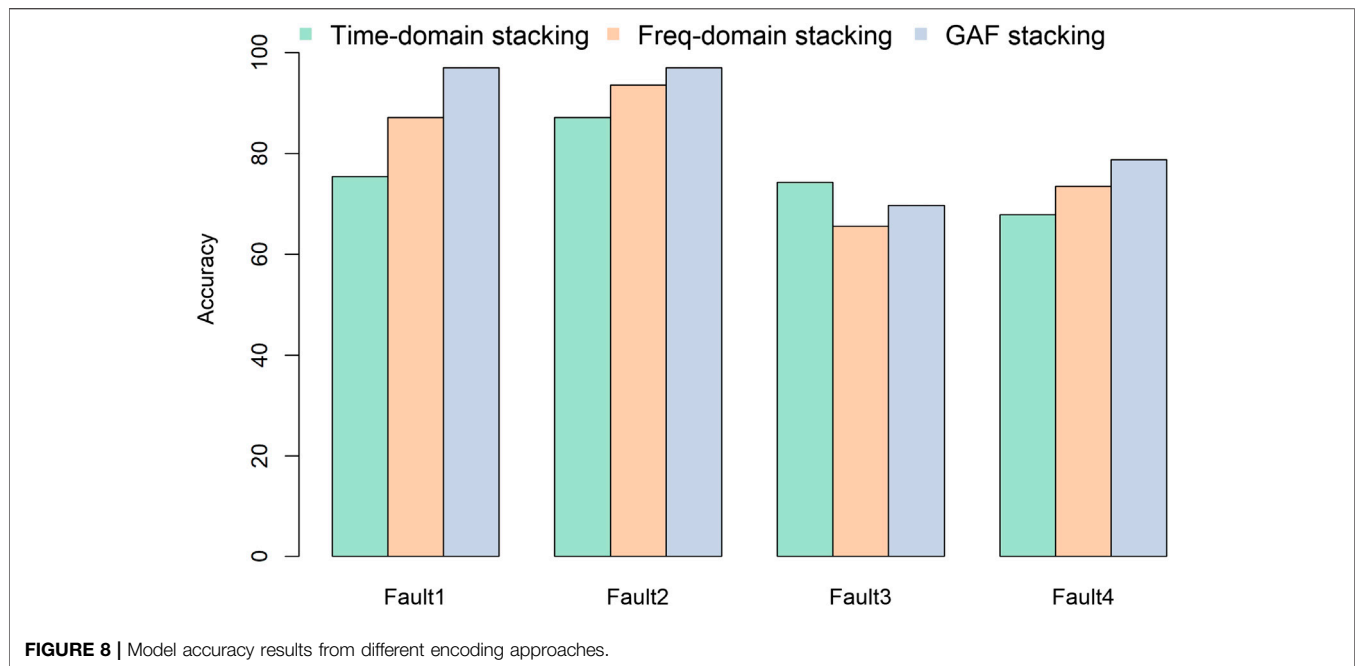 Time-domain stacking Freq-domain stacking GAF stacking
100
80
60
40
20
0
Accuracy
Fault1 Fault2 Fault3 Fault4
FIGURE 8 | Model accuracy results from different encoding approaches.